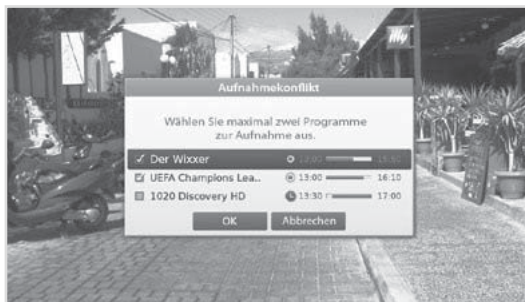 Aufnahmekonflikt
Wählen Sie maximal zwei Programme
zur Aufnahme aus.
Der Wixxer
UEFA Champions Lea.. 13:00 16:10
1020 Discovery HD 13:30 17:00
OK Abbrechen
illy